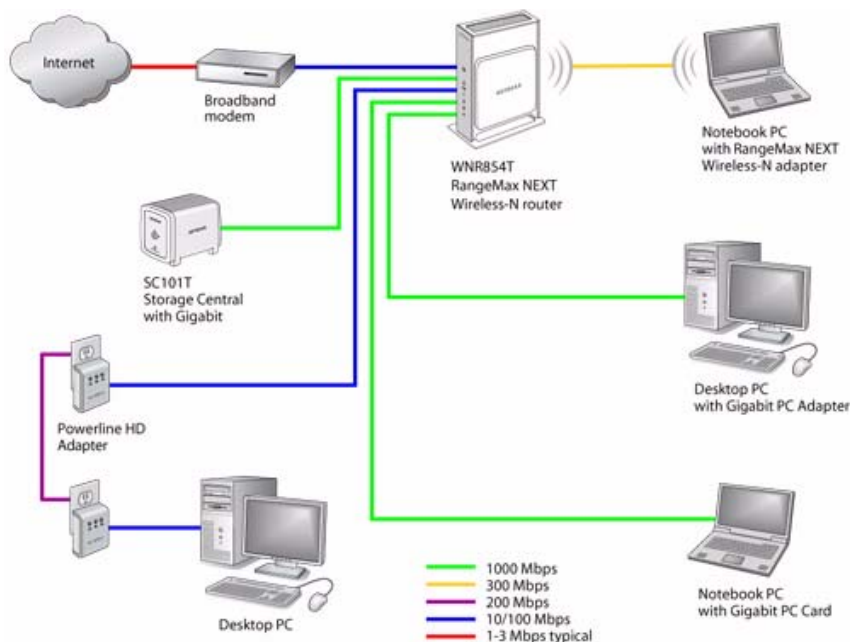 Internet
Broadband
modem
NETGEAR
WNR854T
RangeMax NEXT
Wireless-N router
Notebook PC
with RangeMax NEXT
Wireless-N adapter
SC101T
Storage Central
with Gigabit
Desktop PC
with Gigabit PC Adapter
Powerline HD
Adapter
Desktop PC
1000 Mbps
300 Mbps
200 Mbps
10/100 Mbps
1-3 Mbps typical
Notebook PC
with Gigabit PC Card